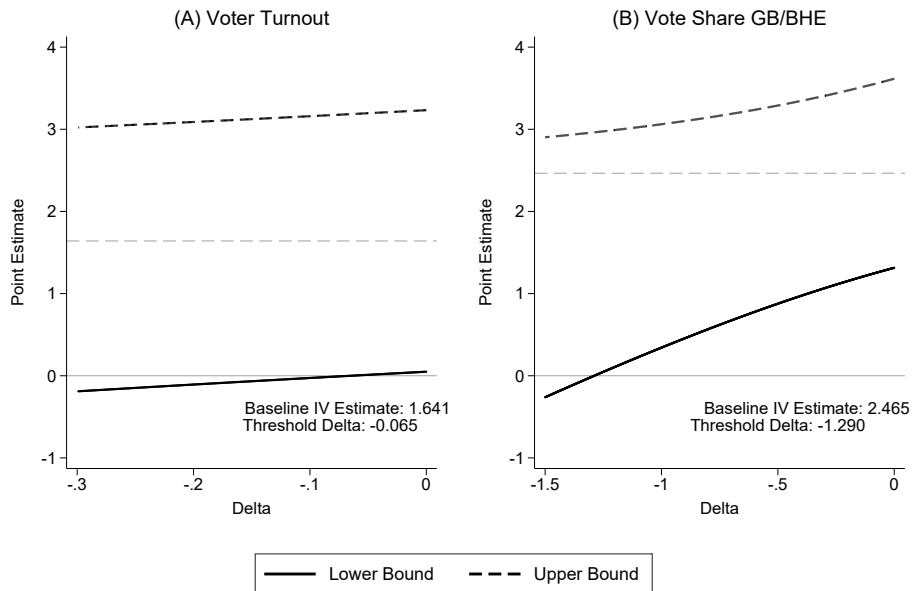 (A) Voter Turnout
4
3
2
1
0
-1
Point Estimate
Baseline IV Estimate: 1.641
Threshold Delta: -0.065
-.3
-.2
-.1
0
Delta
(B) Vote Share GB/BHE
4
3
2
1
0
-1
Point Estimate
Baseline IV Estimate: 2.465
Threshold Delta: -1.290
-1.5
-1
-.5
0
Delta
Lower Bound
Upper Bound